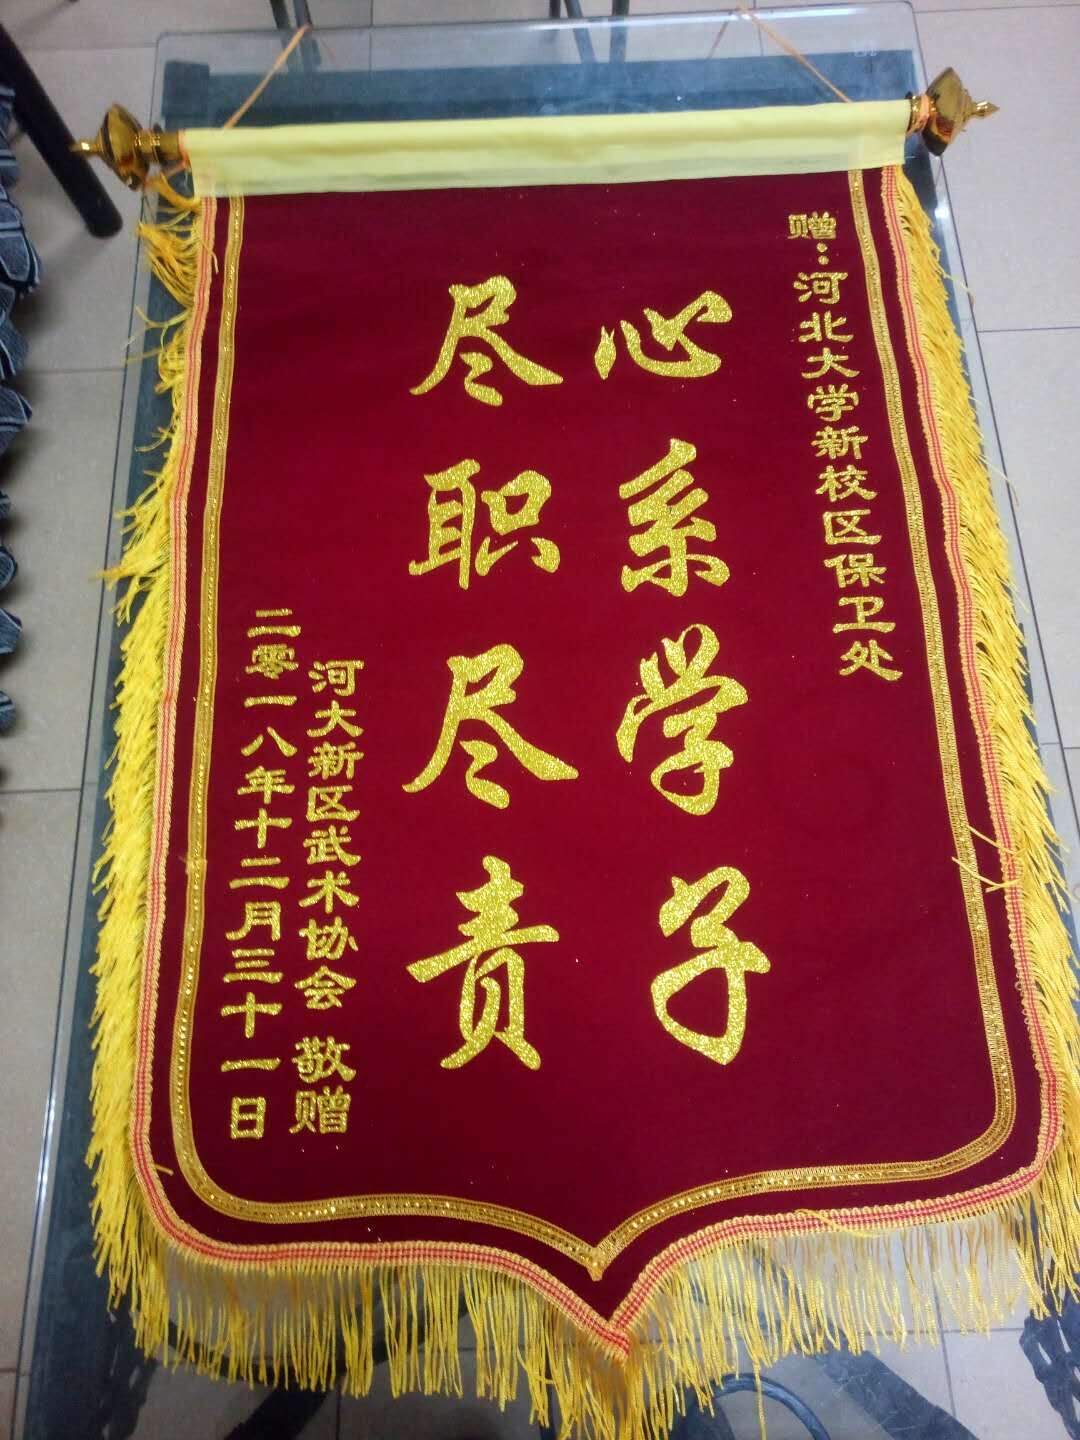 赠：河北大学新校区保卫处
心系学子
尽职尽责
河大新区武术协会 敬赠
二零一八年十二月三十一日